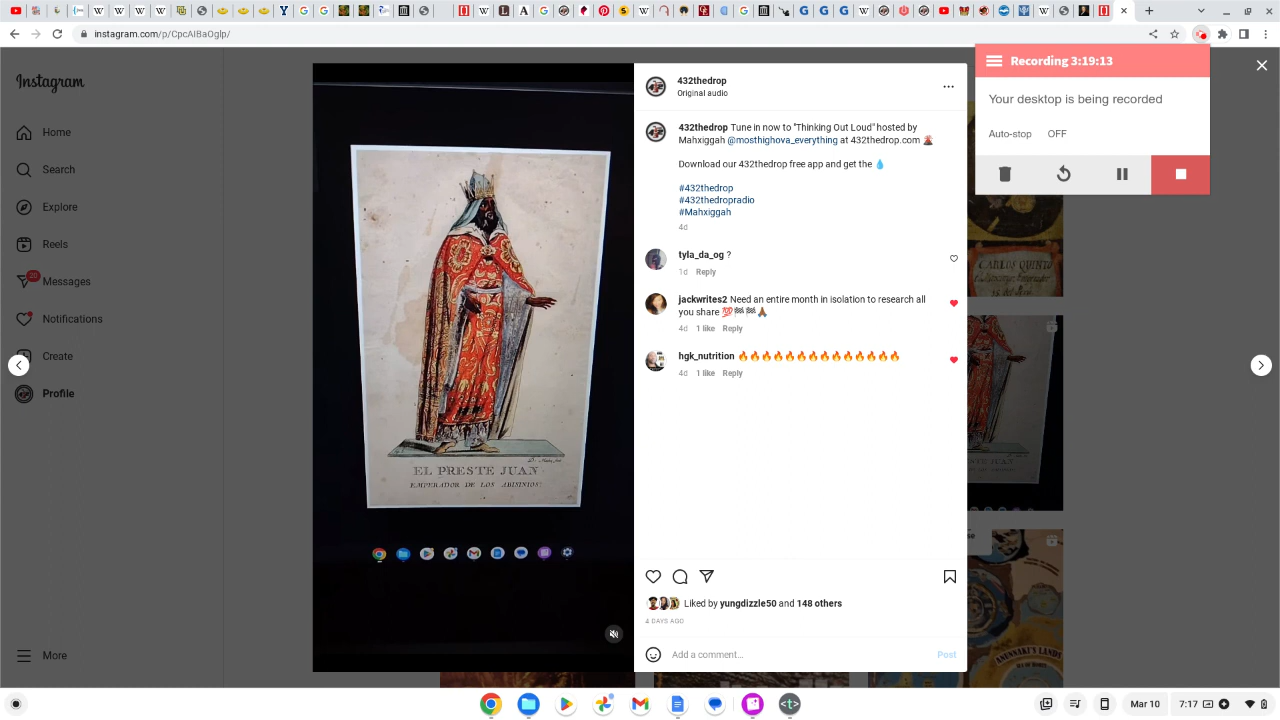 instagram.com/p/CpcAIBaOglp/
Recording 3:19:13
Your desktop is being recorded
Auto-stop OFF
Instagram
Home
Search
Explore
Reels
20
Messages
Notifications
Create
Profile
More
EL PRESTE JUAN
EMPERADOR DE LOS ABISINIOS
432thedrop
Original audio
432thedrop Tune in now to "Thinking Out Loud" hosted by
Mahxiggah @mosthighova_everything at 432thedrop.com 🌋
Download our 432thedrop free app and get the 💧
#432thedrop
#432thedropradio
#Mahxiggah
4d
tyla_da_og ?
1d Reply
jackwrites2 Need an entire month in isolation to research all
you share 💯🏁🏁🙏🏾
4d 1 like Reply
hgk_nutrition 🔥🔥🔥🔥🔥🔥🔥🔥🔥🔥🔥🔥🔥🔥
4d 1 like Reply
Liked by yungdizzle50 and 148 others
4 DAYS AGO
Add a comment...
Post
CARLOS QUINTO
ANUNNAKI'S LANDS
Mar 10
7:17